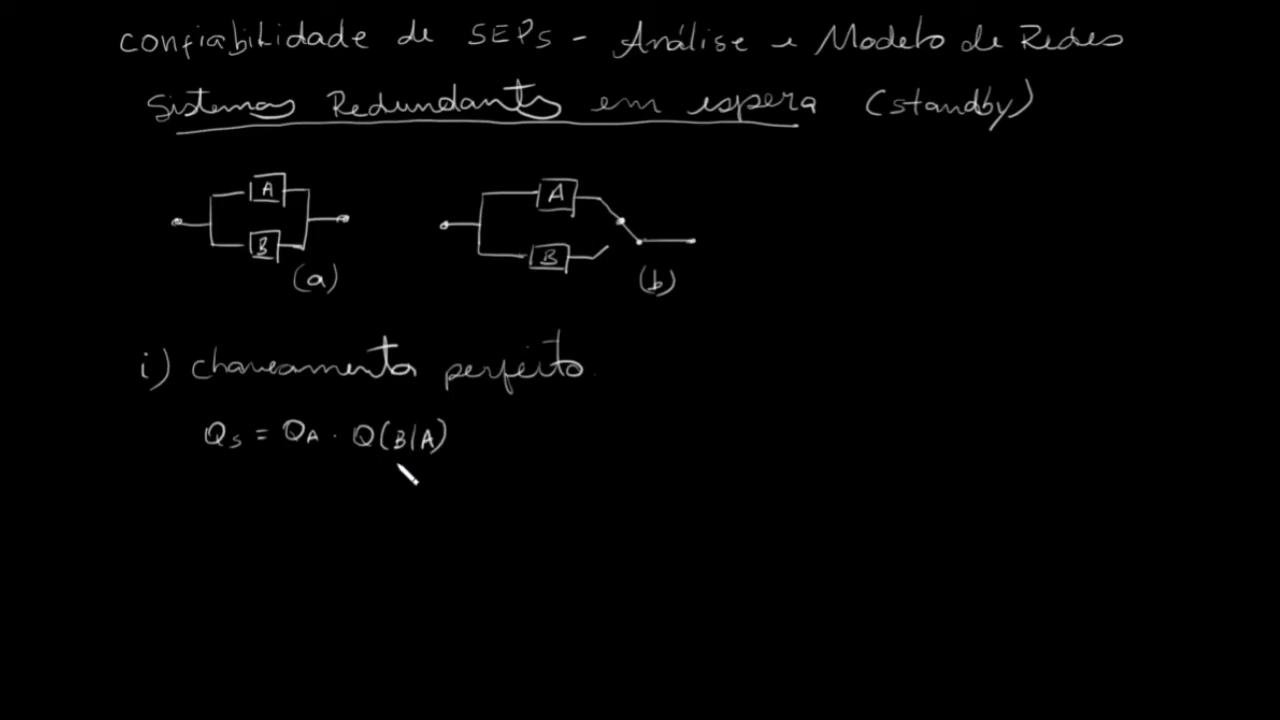 Confiabilidade de SEPs - Análise e Modelo de Redes
Sistemas Redundantes em espera (standby)
A
B
(a)
A
B
(b)
i) chaveamento perfeito.
Qs = QA . Q(B|A)